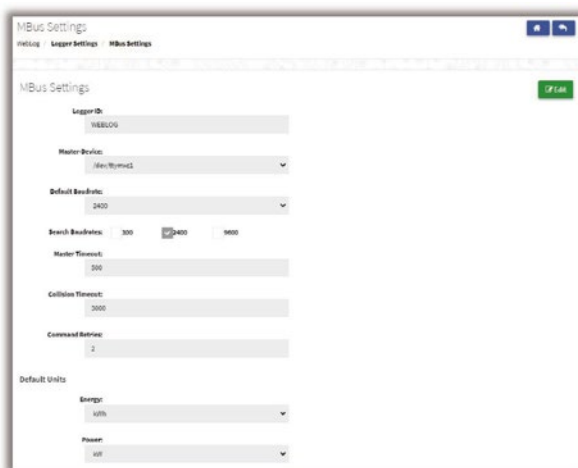 MBus Settings
WebLog / Logger Settings / MBus Settings
MBus Settings
Edit
Logger ID:
WEBLOG
Master-Device:
Default Baudrate:
2400
Search Baudrates: 300 2400 9600
Master Timeout:
500
Collision Timeout:
3000
Command Retries:
2
Default Units
Energy:
kWh
Power:
kW